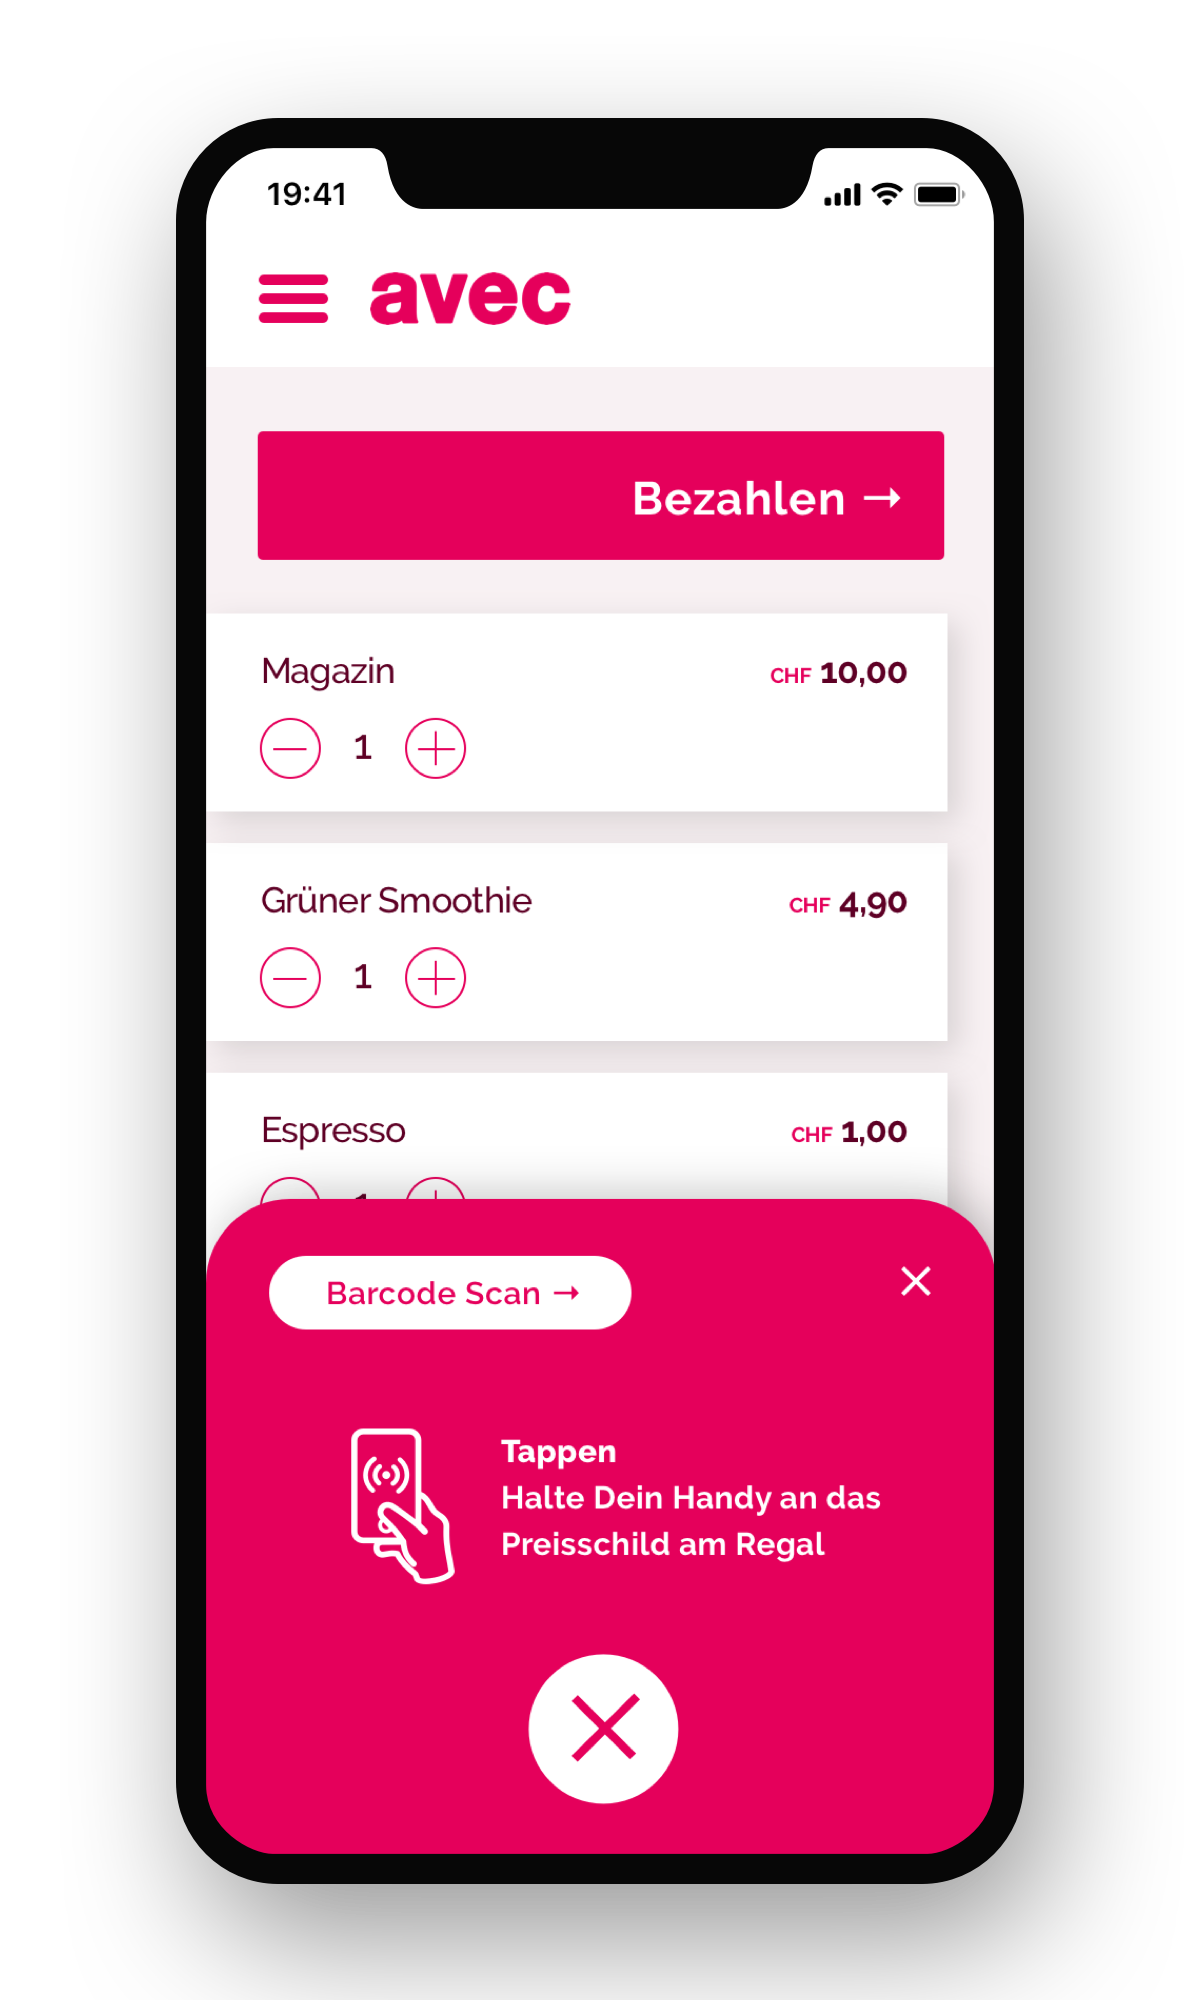 19:41
avec
Bezahlen →
Magazin CHF 10,00
1
Grüner Smoothie CHF 4,90
1
Espresso CHF 1,00
1
Barcode Scan →
Tappen
Halte Dein Handy an das
Preisschild am Regal